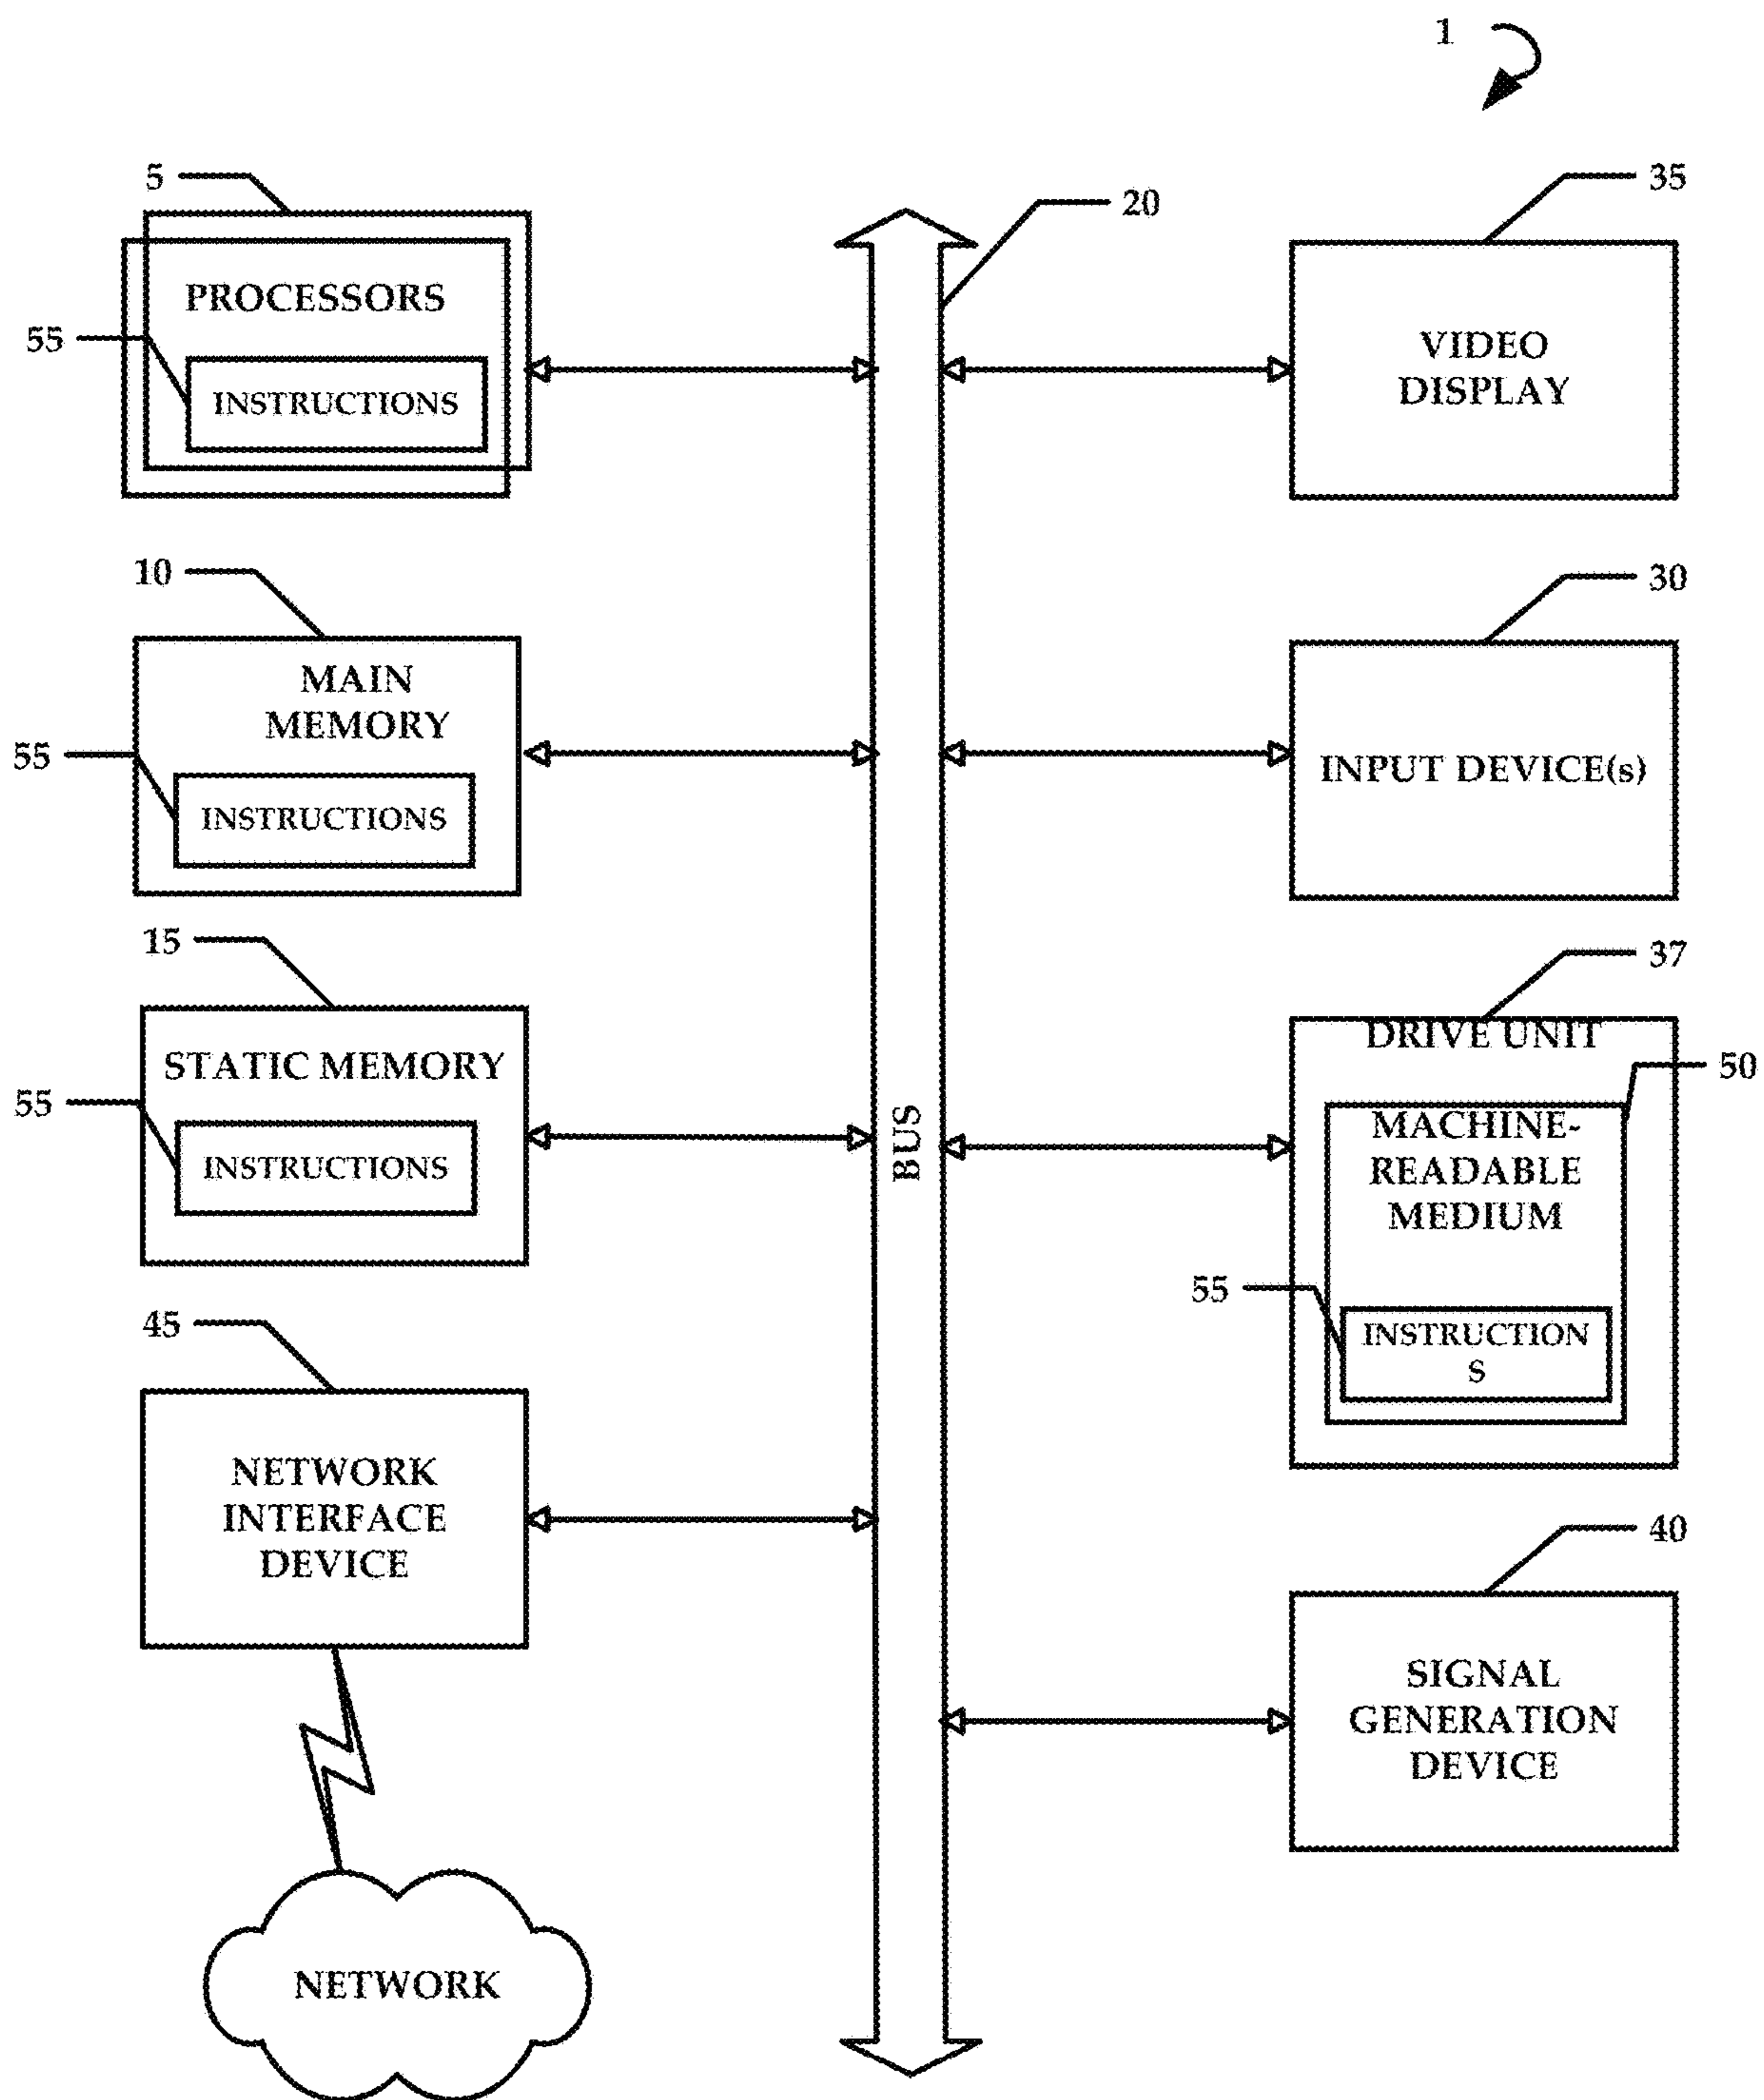 1
5
PROCESSORS
55
INSTRUCTIONS
10
MAIN
MEMORY
55
INSTRUCTIONS
15
STATIC MEMORY
55
INSTRUCTIONS
45
NETWORK
INTERFACE
DEVICE
NETWORK
20
BUS
35
VIDEO
DISPLAY
30
INPUT DEVICE(s)
37
DRIVE UNIT
50
MACHINE-
READABLE
MEDIUM
55
INSTRUCTION
S
40
SIGNAL
GENERATION
DEVICE